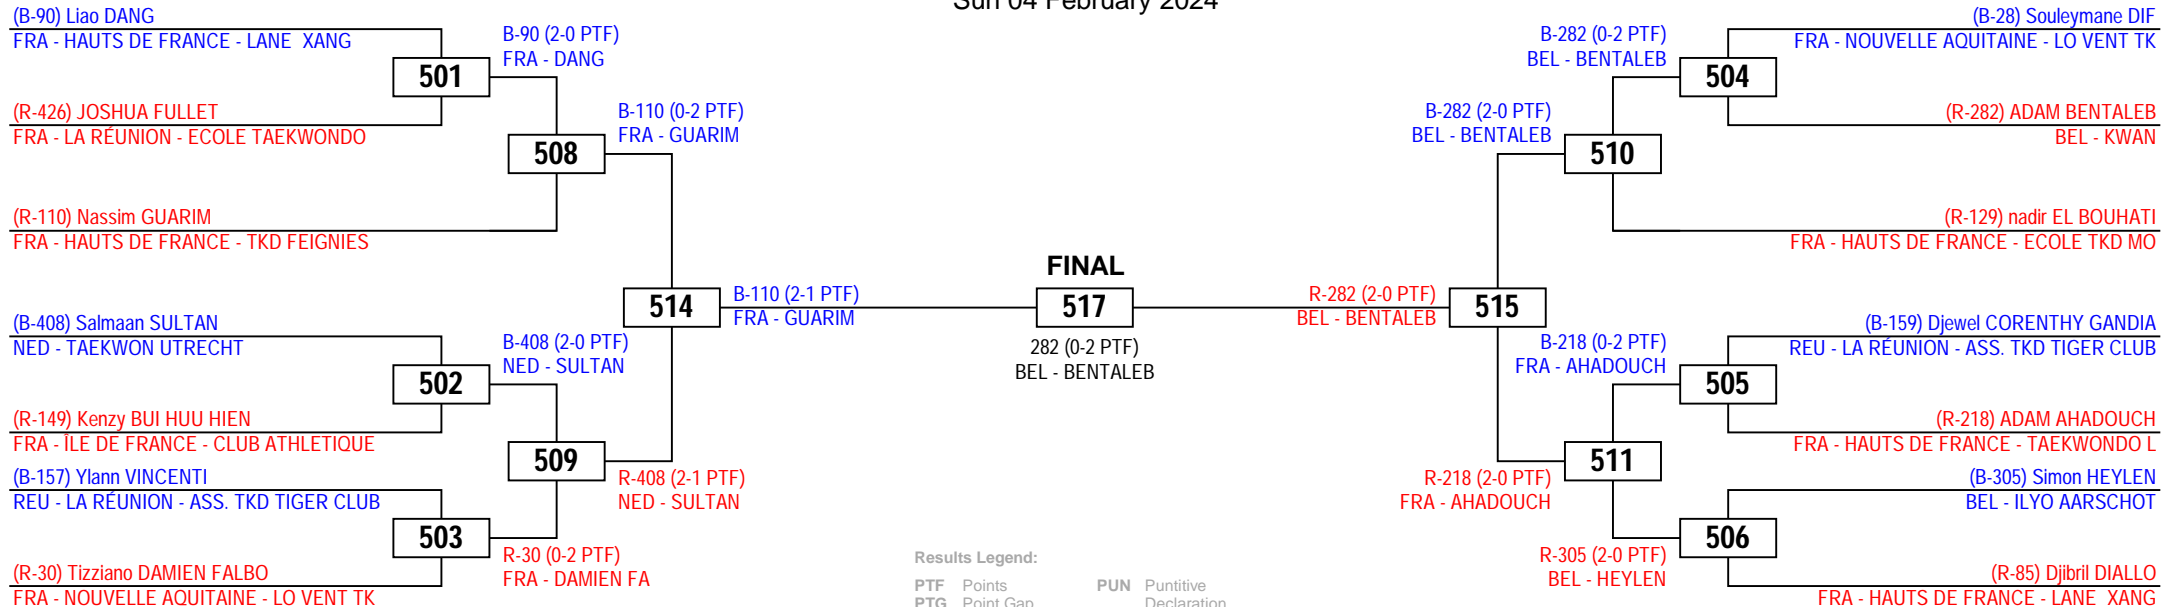 Sun 04 February 2024
(B-90) Liao DANG
FRA - HAUTS DE FRANCE - LANE XANG
501
(R-426) JOSHUA FULLET
FRA - LA RÉUNION - ECOLE TAEKWONDO
B-90 (2-0 PTF)
FRA - DANG
508
(R-110) Nassim GUARIM
FRA - HAUTS DE FRANCE - TKD FEIGNIES
B-110 (0-2 PTF)
FRA - GUARIM
514
(B-408) Salmaan SULTAN
NED - TAEKWON UTRECHT
502
(R-149) Kenzy BUI HUU HIEN
FRA - ÎLE DE FRANCE - CLUB ATHLETIQUE
B-408 (2-0 PTF)
NED - SULTAN
509
(B-157) Ylann VINCENTI
REU - LA RÉUNION - ASS. TKD TIGER CLUB
503
(R-30) Tizziano DAMIEN FALBO
FRA - NOUVELLE AQUITAINE - LO VENT TK
R-30 (0-2 PTF)
FRA - DAMIEN FA
R-408 (2-1 PTF)
NED - SULTAN
B-110 (2-1 PTF)
FRA - GUARIM
FINAL
517
282 (0-2 PTF)
BEL - BENTALEB
R-282 (2-0 PTF)
BEL - BENTALEB
515
B-282 (2-0 PTF)
BEL - BENTALEB
510
B-282 (0-2 PTF)
BEL - BENTALEB
504
(B-28) Souleymane DIF
FRA - NOUVELLE AQUITAINE - LO VENT TK
(R-282) ADAM BENTALEB
BEL - KWAN
(R-129) nadir EL BOUHATI
FRA - HAUTS DE FRANCE - ECOLE TKD MO
B-218 (0-2 PTF)
FRA - AHADOUCH
505
(B-159) Djewel CORENTHY GANDIA
REU - LA RÉUNION - ASS. TKD TIGER CLUB
(R-218) ADAM AHADOUCH
FRA - HAUTS DE FRANCE - TAEKWONDO L
R-218 (2-0 PTF)
FRA - AHADOUCH
511
R-305 (2-0 PTF)
BEL - HEYLEN
506
(B-305) Simon HEYLEN
BEL - ILYO AARSCHOT
(R-85) Djibril DIALLO
FRA - HAUTS DE FRANCE - LANE XANG
Results Legend:
PTF Points PUN Puntitive
PTG Point Gap Declaration